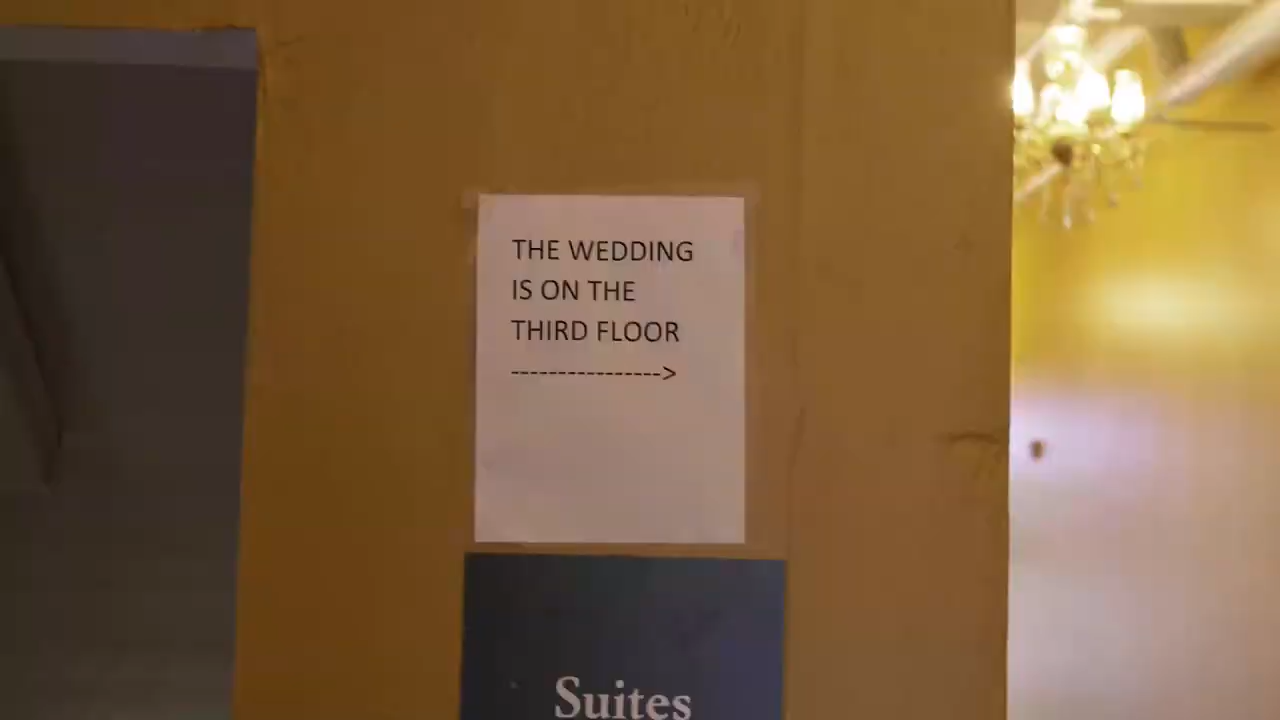 THE WEDDING
IS ON THE
THIRD FLOOR
---------------->
Suites